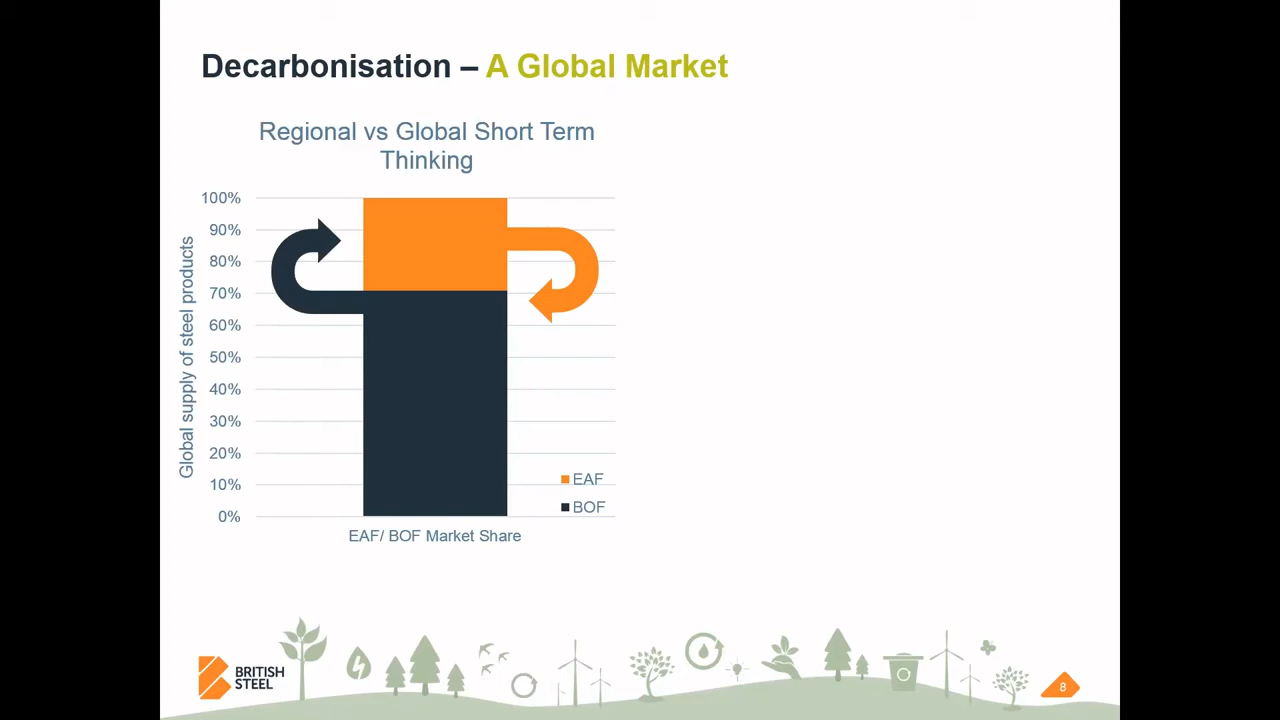 Decarbonisation – A Global Market
Regional vs Global Short Term
Thinking
Global supply of steel products
100%
90%
80%
70%
60%
50%
40%
30%
20%
10%
0%
EAF
BOF
EAF/ BOF Market Share
BRITISH
STEEL
8